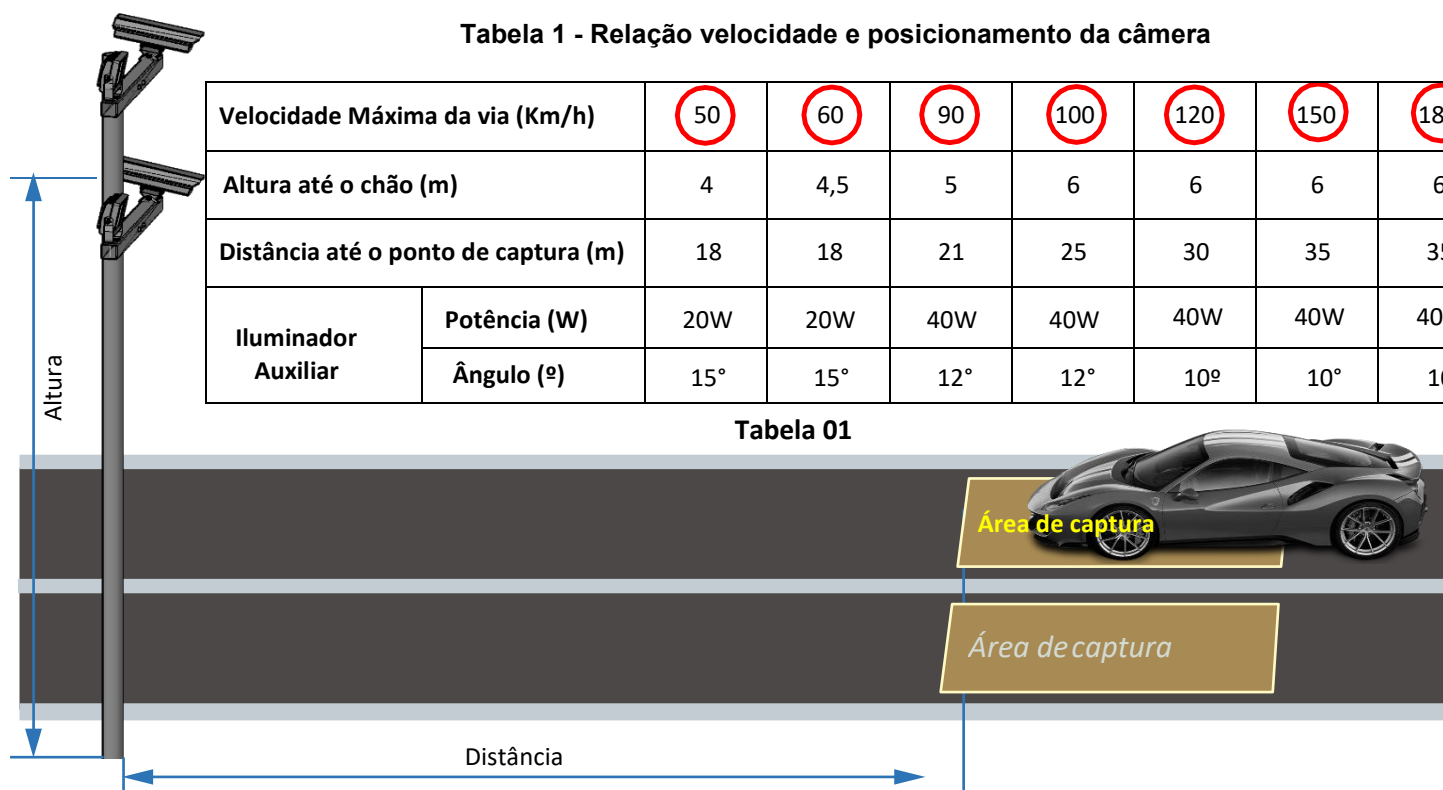 Tabela 1 - Relação velocidade e posicionamento da câmera
Velocidade Máxima da via (Km/h) 50 60 90 100 120 150
Altura até o chão (m) 4 4,5 5 6 6 6 6
Distância até o ponto de captura (m) 18 18 21 25 30 35
Iluminador
Auxiliar
Potência (W) 20W 20W 40W 40W 40W 40W
Ângulo (º) 15° 15° 12° 12° 10º 10°
Tabela 01
Altura
Área de captura
Área de captura
Distância